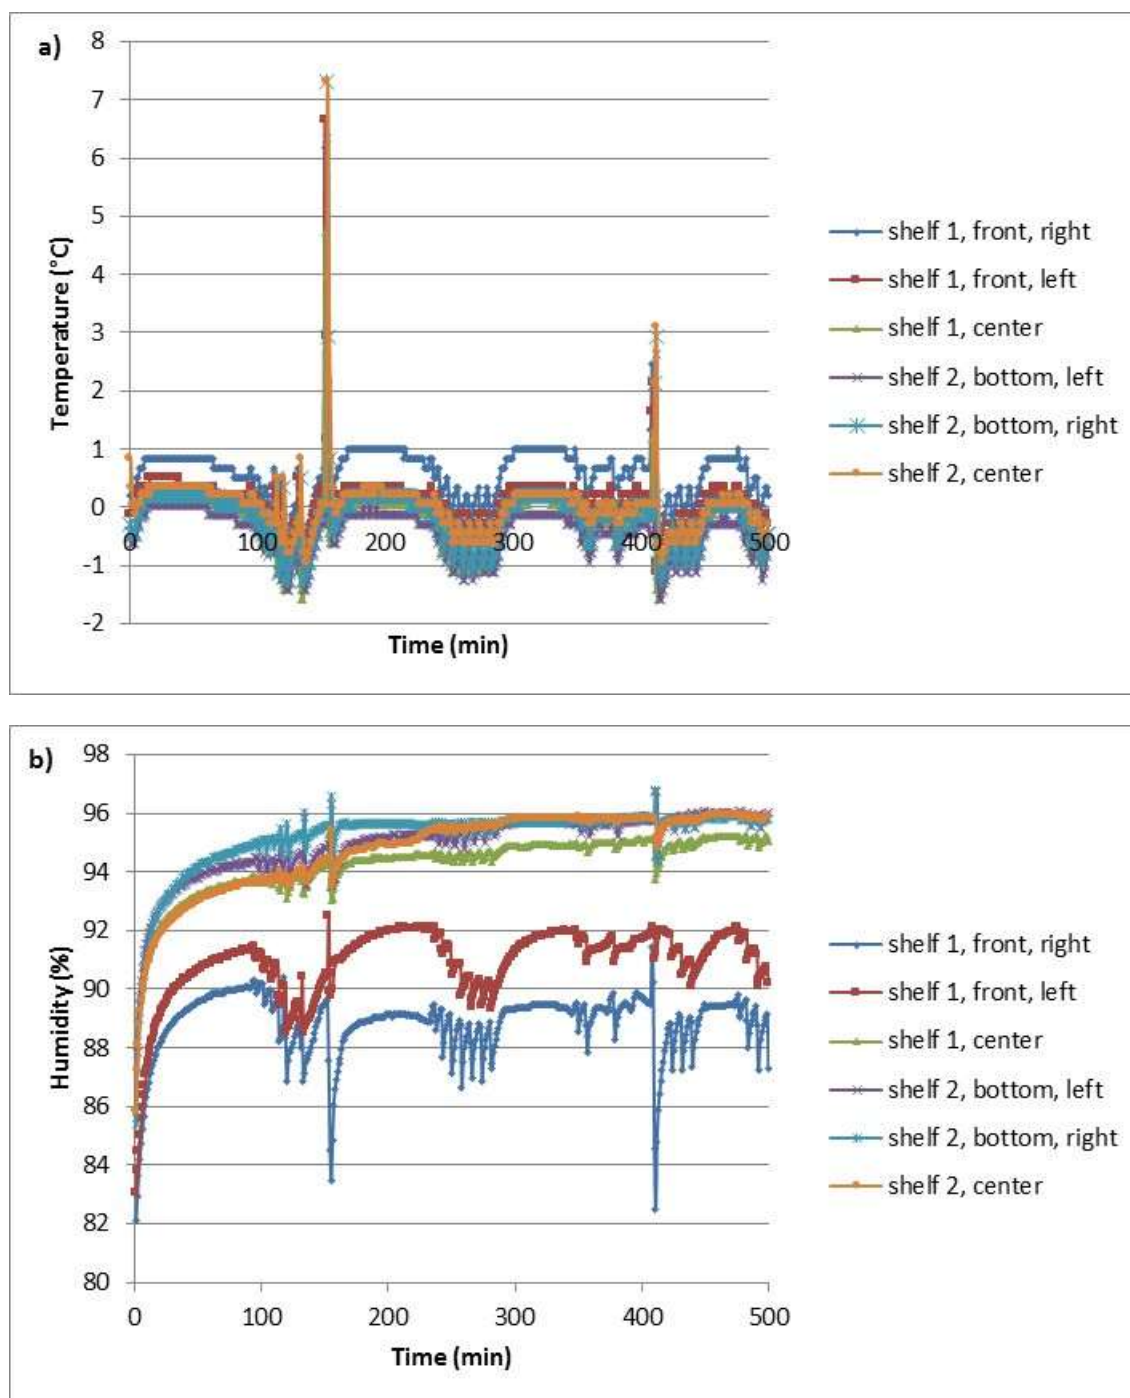 a)
8
7
6
5
4
3
2
1
0
-1
-2
Temperature (°C)
0 100 200 300 400 500
Time (min)
shelf 1, front, right
shelf 1, front, left
shelf 1, center
shelf 2, bottom, left
shelf 2, bottom, right
shelf 2, center
b)
98
96
94
92
90
88
86
84
82
80
Humidity (%)
0 100 200 300 400 500
Time (min)
shelf 1, front, right
shelf 1, front, left
shelf 1, center
shelf 2, bottom, left
shelf 2, bottom, right
shelf 2, center